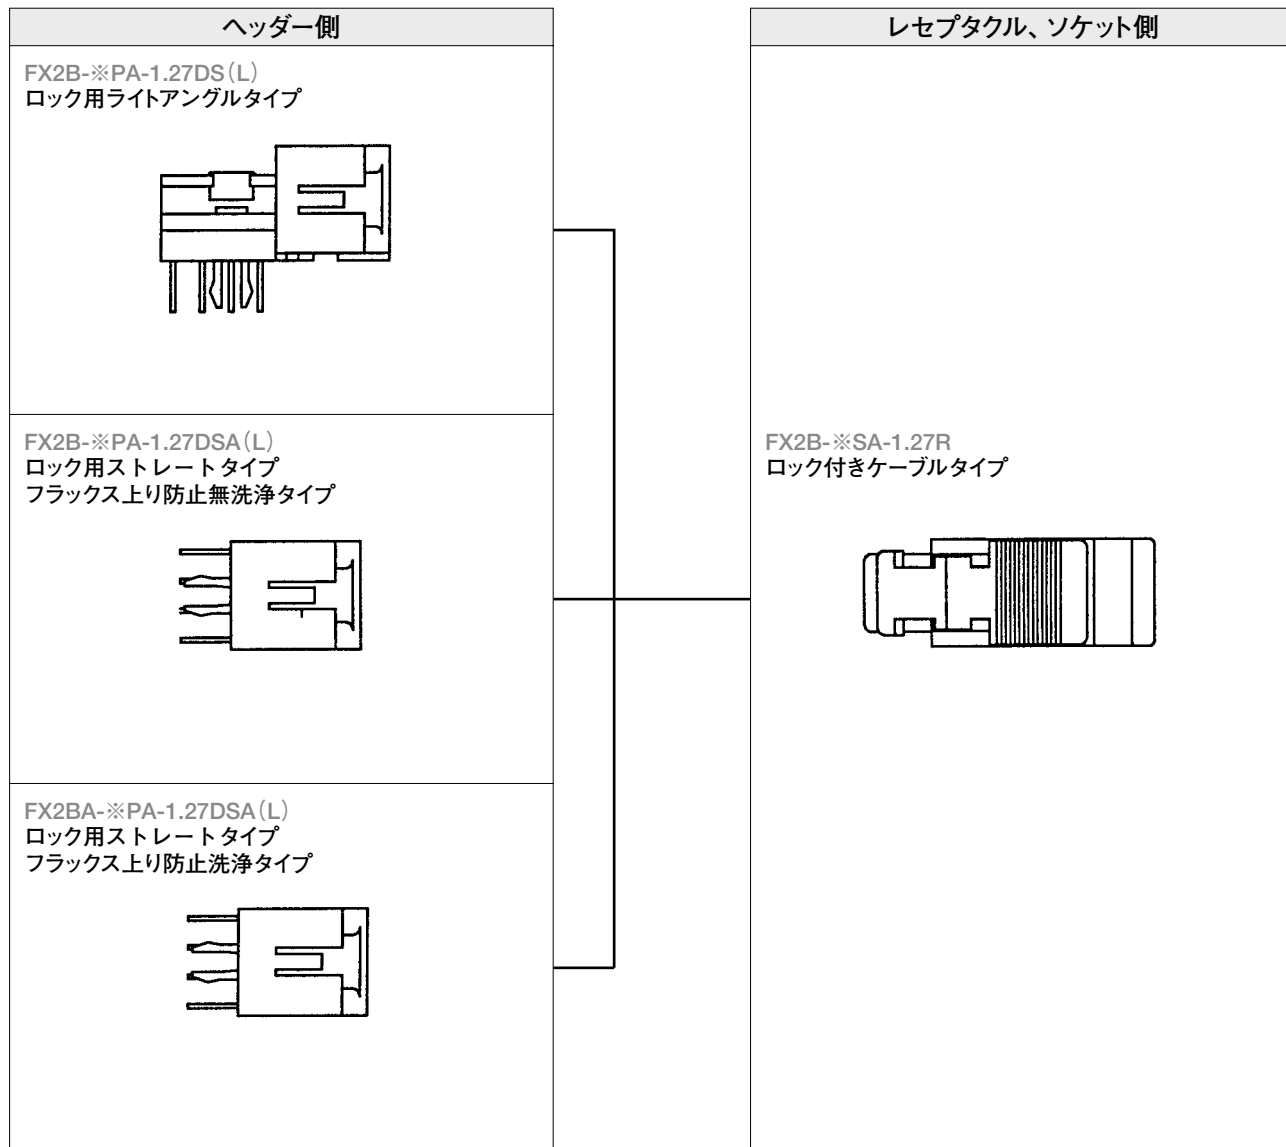 ヘッダー側
FX2B-※PA-1.27DS(L)
ロック用ライトアングルタイプ
FX2B-※PA-1.27DSA(L)
ロック用ストレートタイプ
フラックス上り防止無洗浄タイプ
FX2BA-※PA-1.27DSA(L)
ロック用ストレートタイプ
フラックス上り防止洗浄タイプ
レセプタクル、ソケット側
FX2B-※SA-1.27R
ロック付きケーブルタイプ